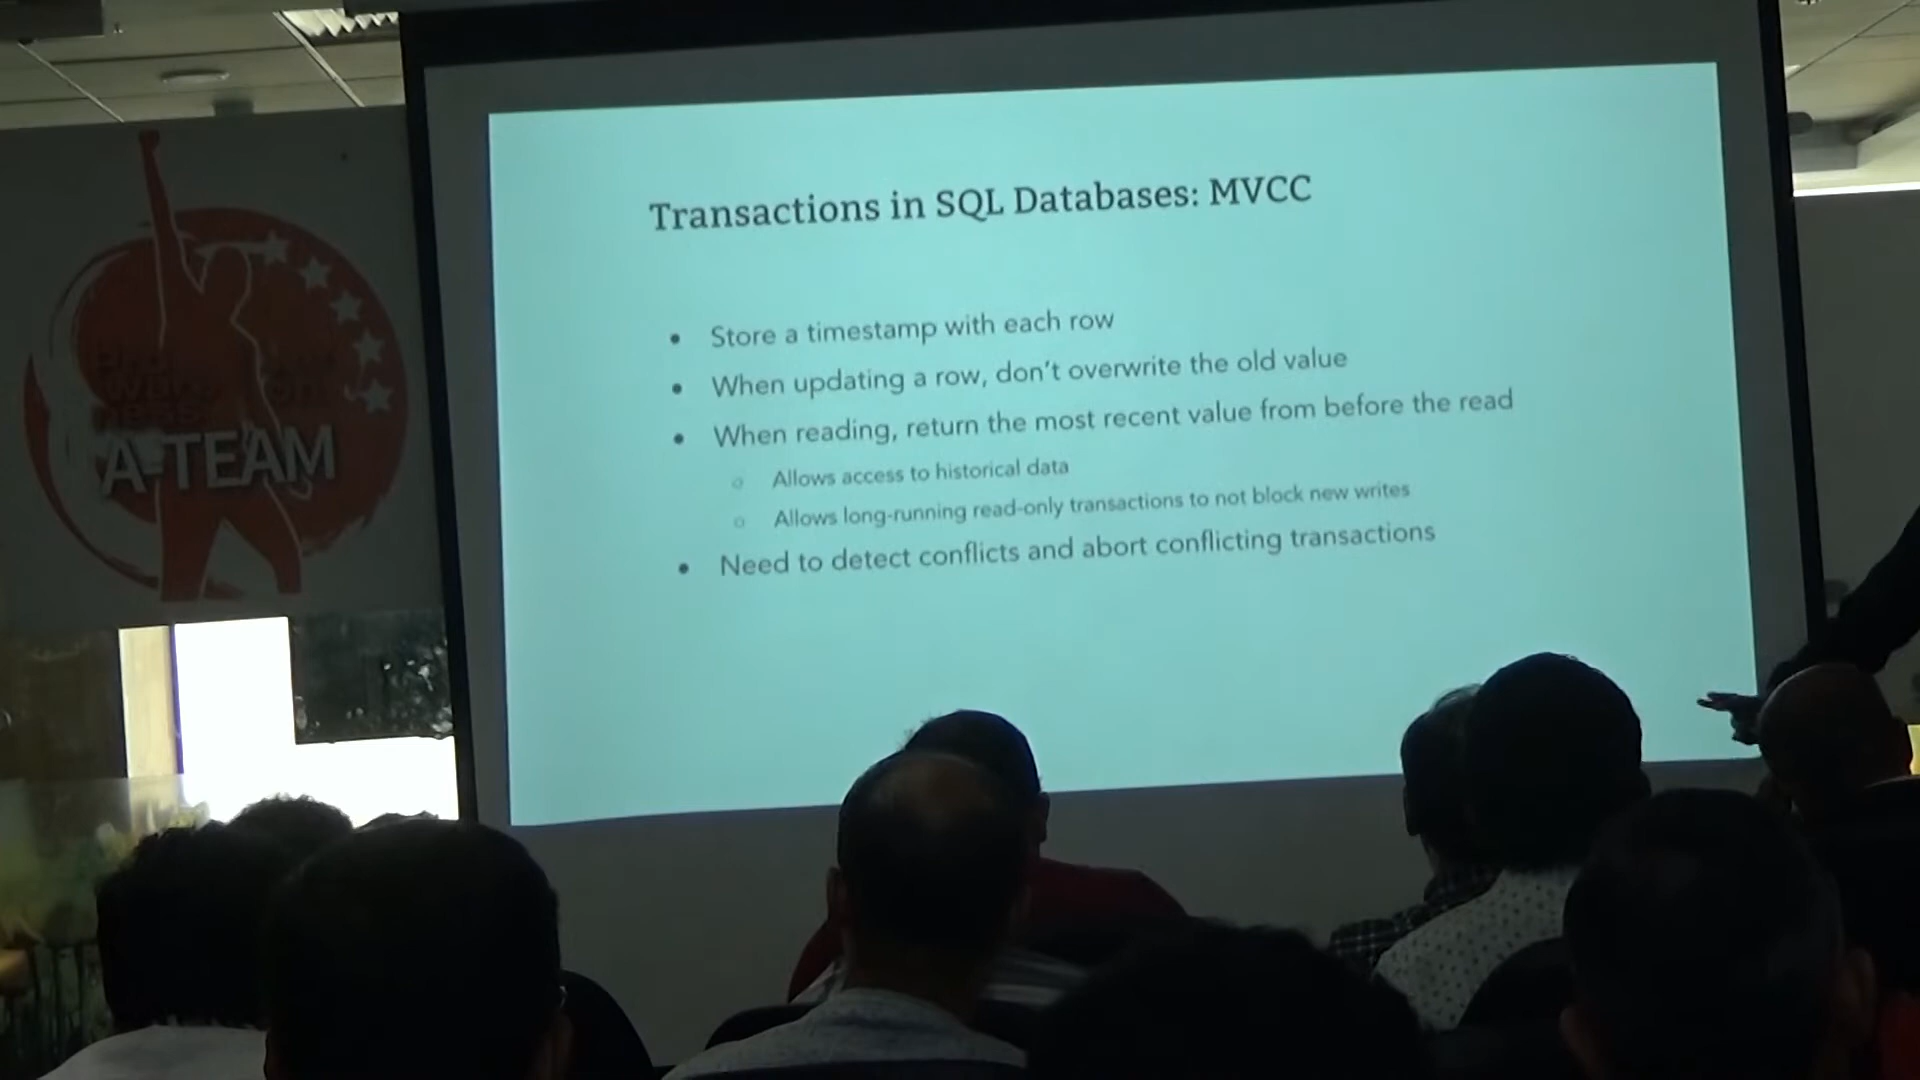 Transactions in SQL Databases: MVCC
• Store a timestamp with each row
• When updating a row, don't overwrite the old value
• When reading, return the most recent value from before the read
○ Allows access to historical data
○ Allows long-running read-only transactions to not block new writes
• Need to detect conflicts and abort conflicting transactions
A-TEAM